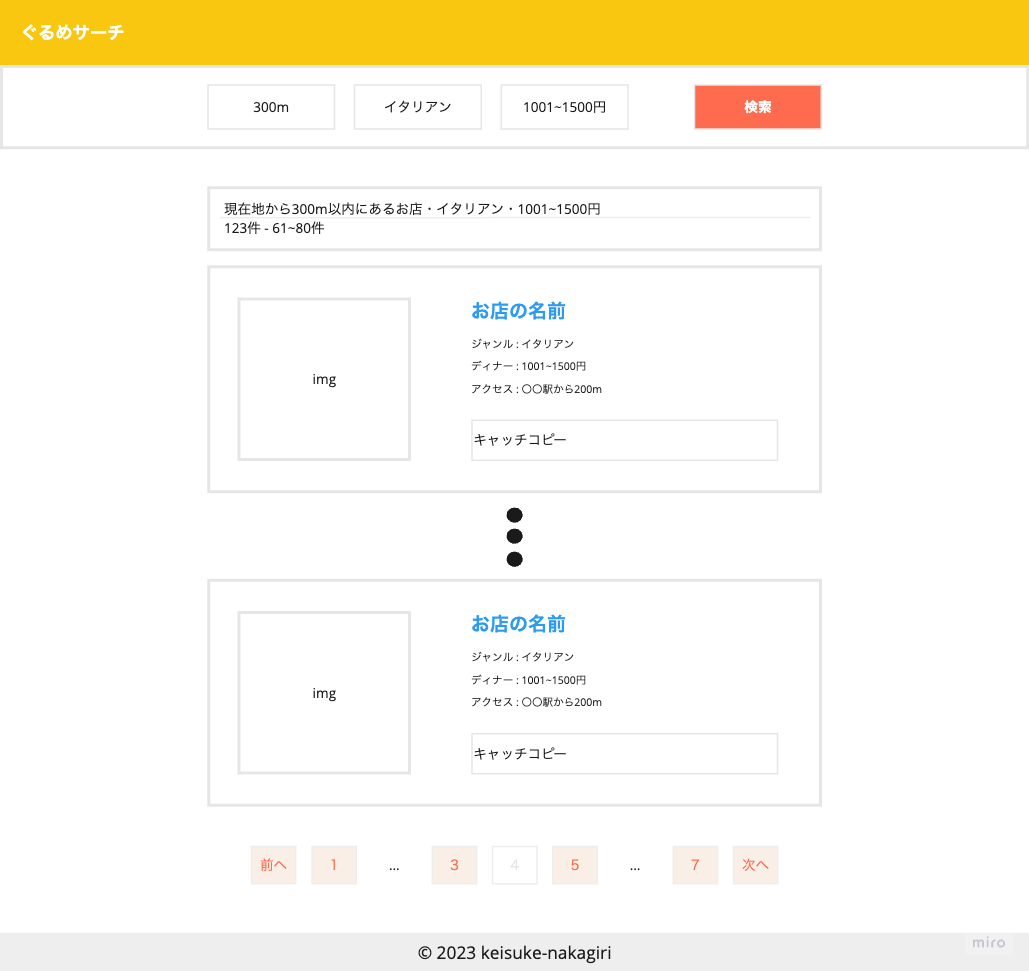 ぐるめサーチ
300m イタリアン 1001~1500円 検索
現在地から300m以内にあるお店・イタリアン・1001~1500円
123件 - 61~80件
img
お店の名前
ジャンル : イタリアン
ディナー : 1001~1500円
アクセス : 〇〇駅から200m
キャッチコピー
img
お店の名前
ジャンル : イタリアン
ディナー : 1001~1500円
アクセス : 〇〇駅から200m
キャッチコピー
前へ 1 ... 3 4 5 ... 7 次へ
© 2023 keisuke-nakagiri
miro